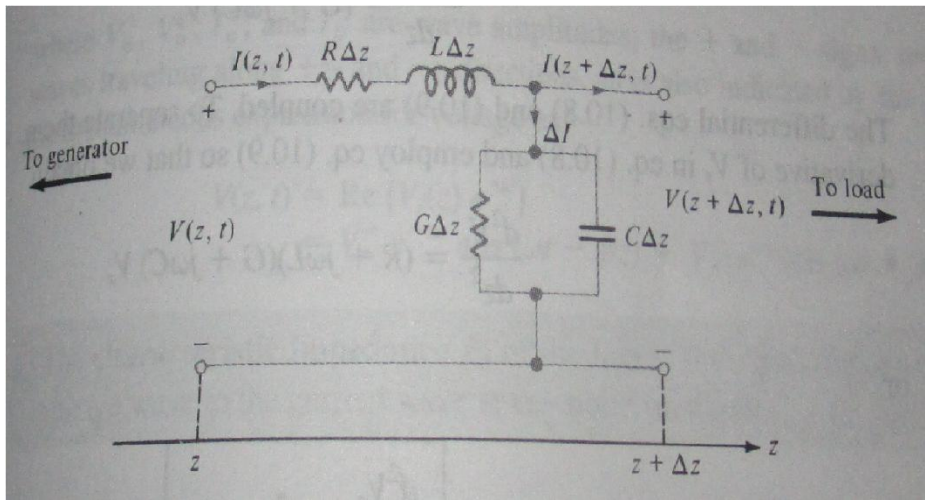 I(z, t)
RΔz
LΔz
I(z + Δz, t)
+
+
ΔI
To generator
V(z, t)
GΔz
CΔz
V(z + Δz, t)
To load
–
–
z
z + Δz
z